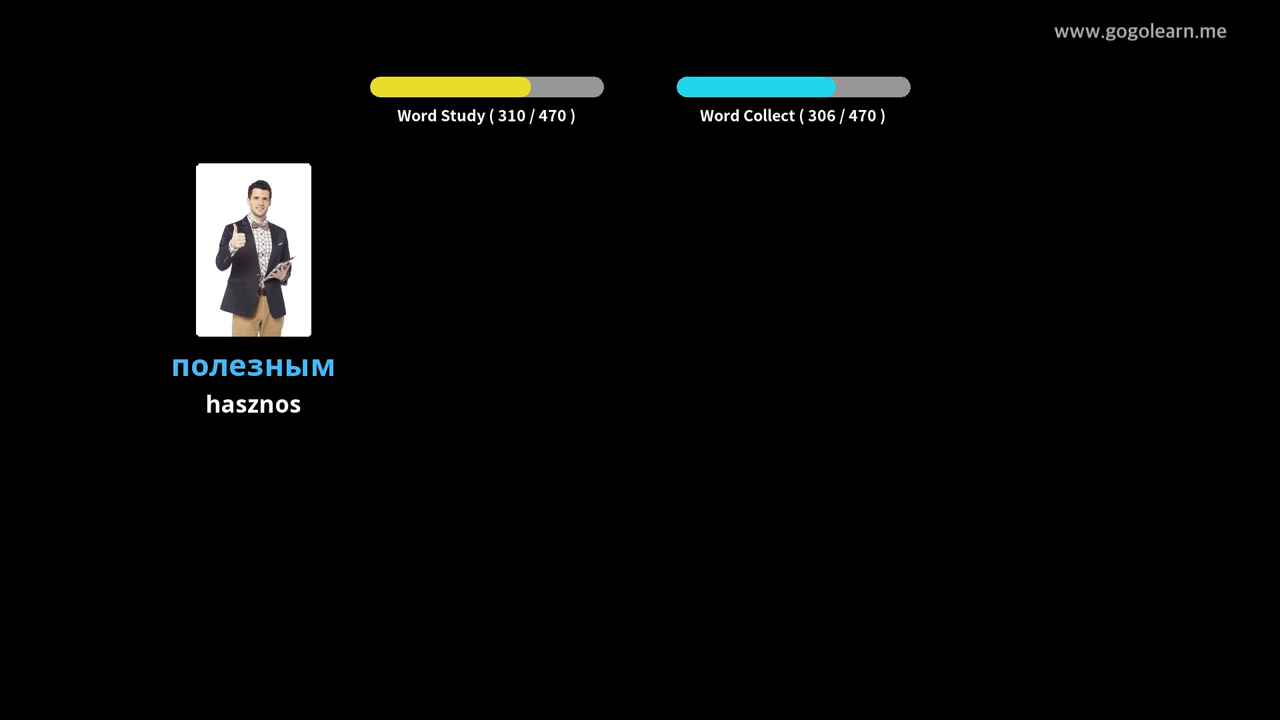 www.gogolearn.me
Word Study ( 310 / 470 )
Word Collect ( 306 / 470 )
полезным
hasznos